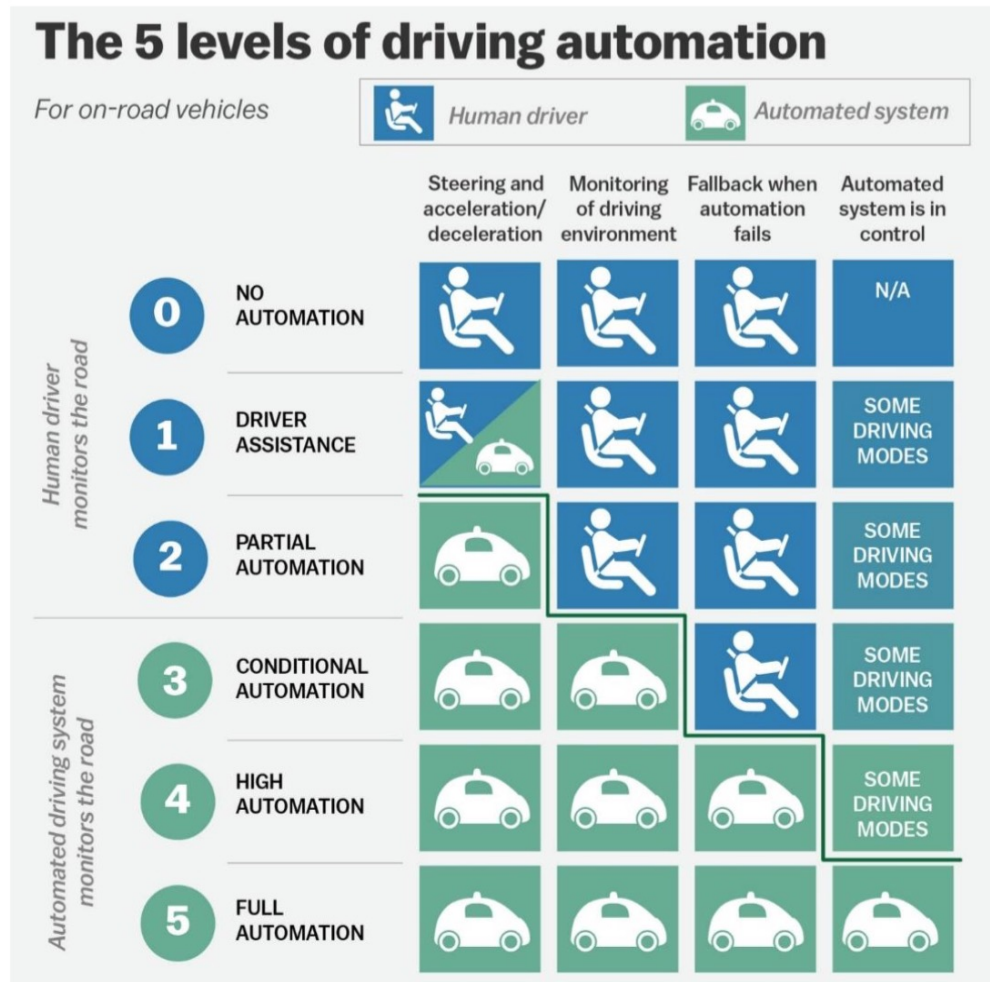 The 5 levels of driving automation
For on-road vehicles
Human driver
Automated system
Steering and
acceleration/
deceleration
Monitoring
of driving
environment
Fallback when
automation
fails
Automated
system is in
control
Human driver
monitors the road
0
NO
AUTOMATION
N/A
1
DRIVER
ASSISTANCE
SOME
DRIVING
MODES
2
PARTIAL
AUTOMATION
SOME
DRIVING
MODES
Automated driving system
monitors the road
3
CONDITIONAL
AUTOMATION
SOME
DRIVING
MODES
4
HIGH
AUTOMATION
SOME
DRIVING
MODES
5
FULL
AUTOMATION